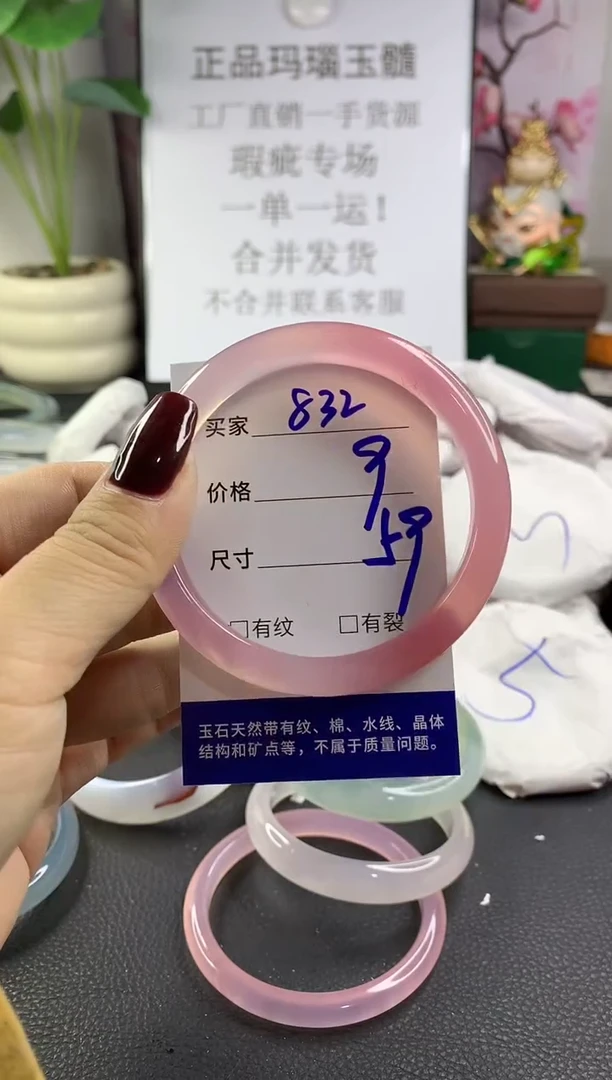 正品玛瑙玉髓
工厂直销一手货源
瑕疵专场
一单一运!
合并发货
不合并联系客服
买家 832
价格 9
尺寸 59
□有纹 □有裂
玉石天然带有纹、棉、水线、晶体
结构和矿点等，不属于质量问题。
5